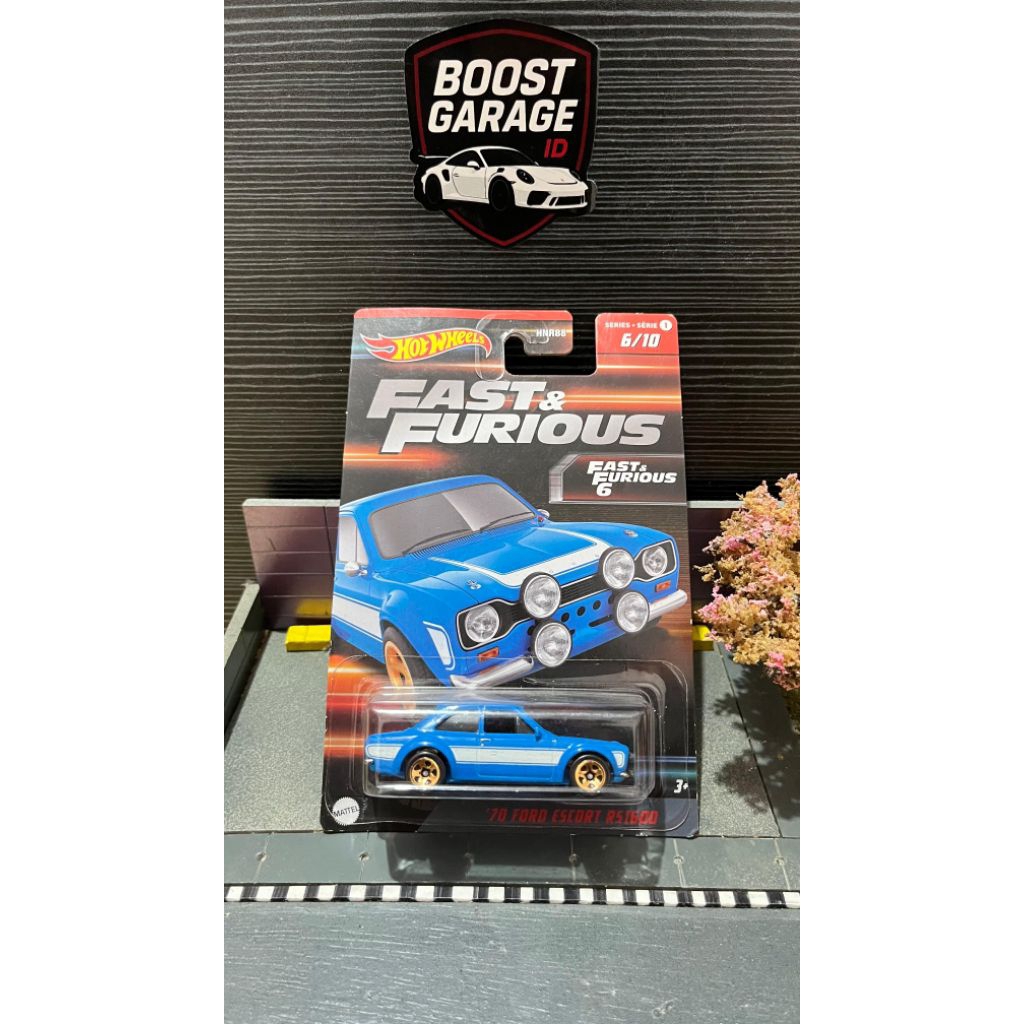 BOOST
GARAGE
ID
Hot Wheels
HNR88
SERIES • SÉRIE 1
6/10
FAST &
FURIOUS
FAST &
FURIOUS
6
3+
MATTEL
'70 FORD ESCORT RS1600